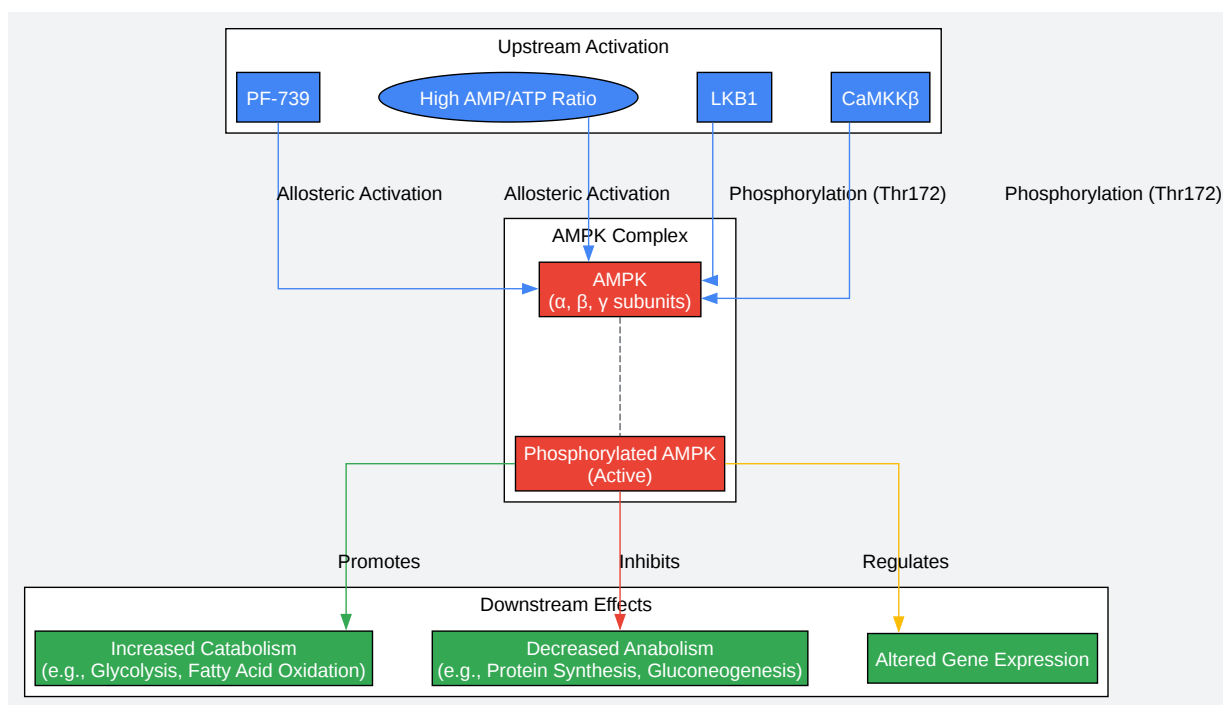 Upstream Activation
PF-739
High AMP/ATP Ratio
LKB1
CaMKKβ
Allosteric Activation
Allosteric Activation
Phosphorylation (Thr172)
Phosphorylation (Thr172)
AMPK Complex
AMPK
(α, β, γ subunits)
Phosphorylated AMPK
(Active)
Promotes
Inhibits
Regulates
Downstream Effects
Increased Catabolism
(e.g., Glycolysis, Fatty Acid Oxidation)
Decreased Anabolism
(e.g., Protein Synthesis, Gluconeogenesis)
Altered Gene Expression